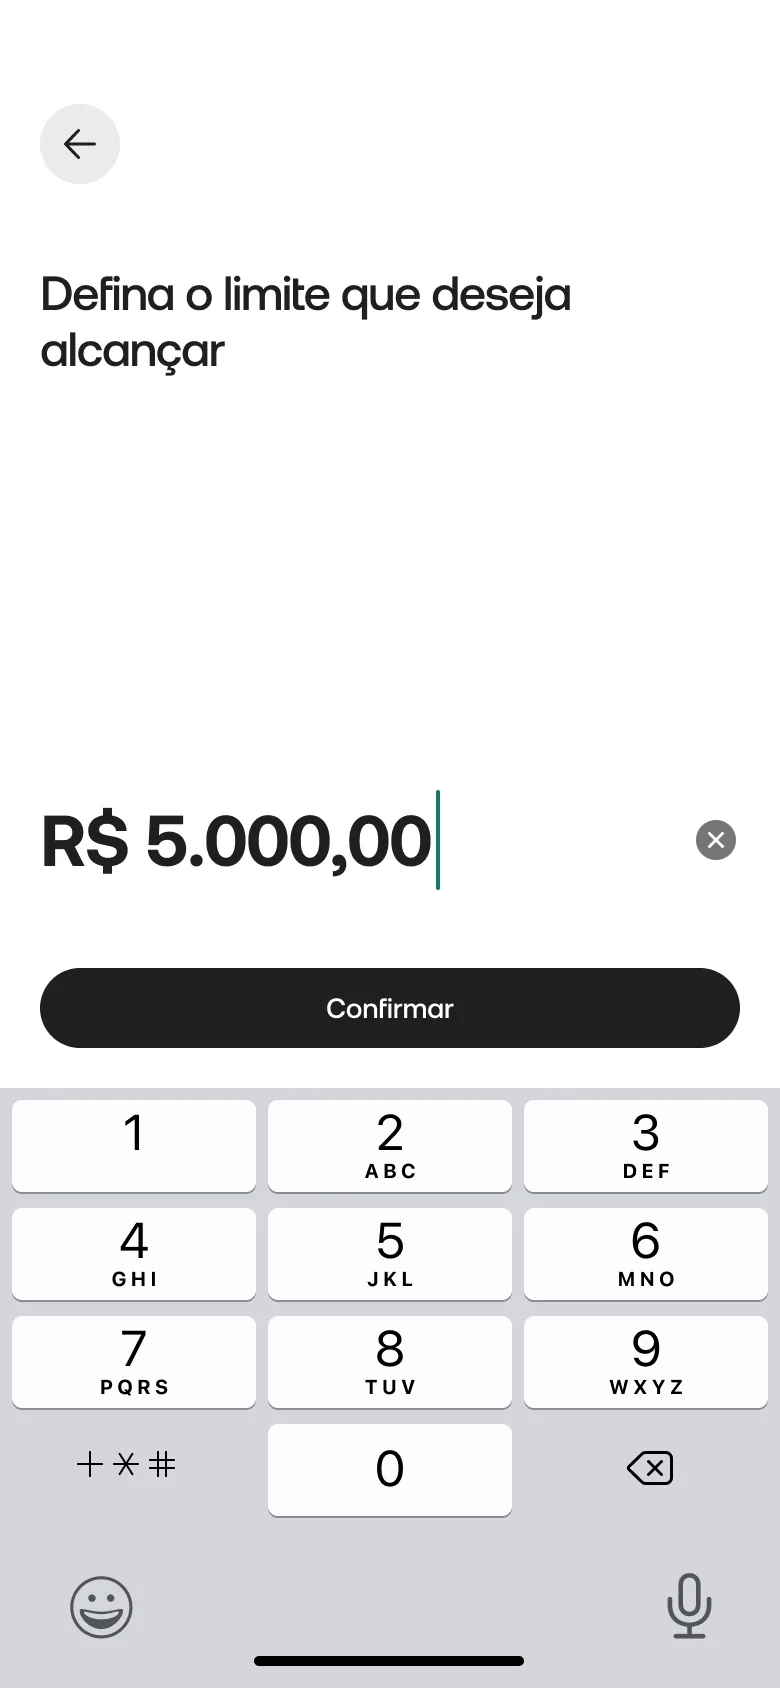 Defina o limite que deseja
alcançar
R$ 5.000,00
Confirmar
1
2
ABC
3
DEF
4
GHI
5
JKL
6
MNO
7
PQRS
8
TUV
9
WXYZ
+*#
0